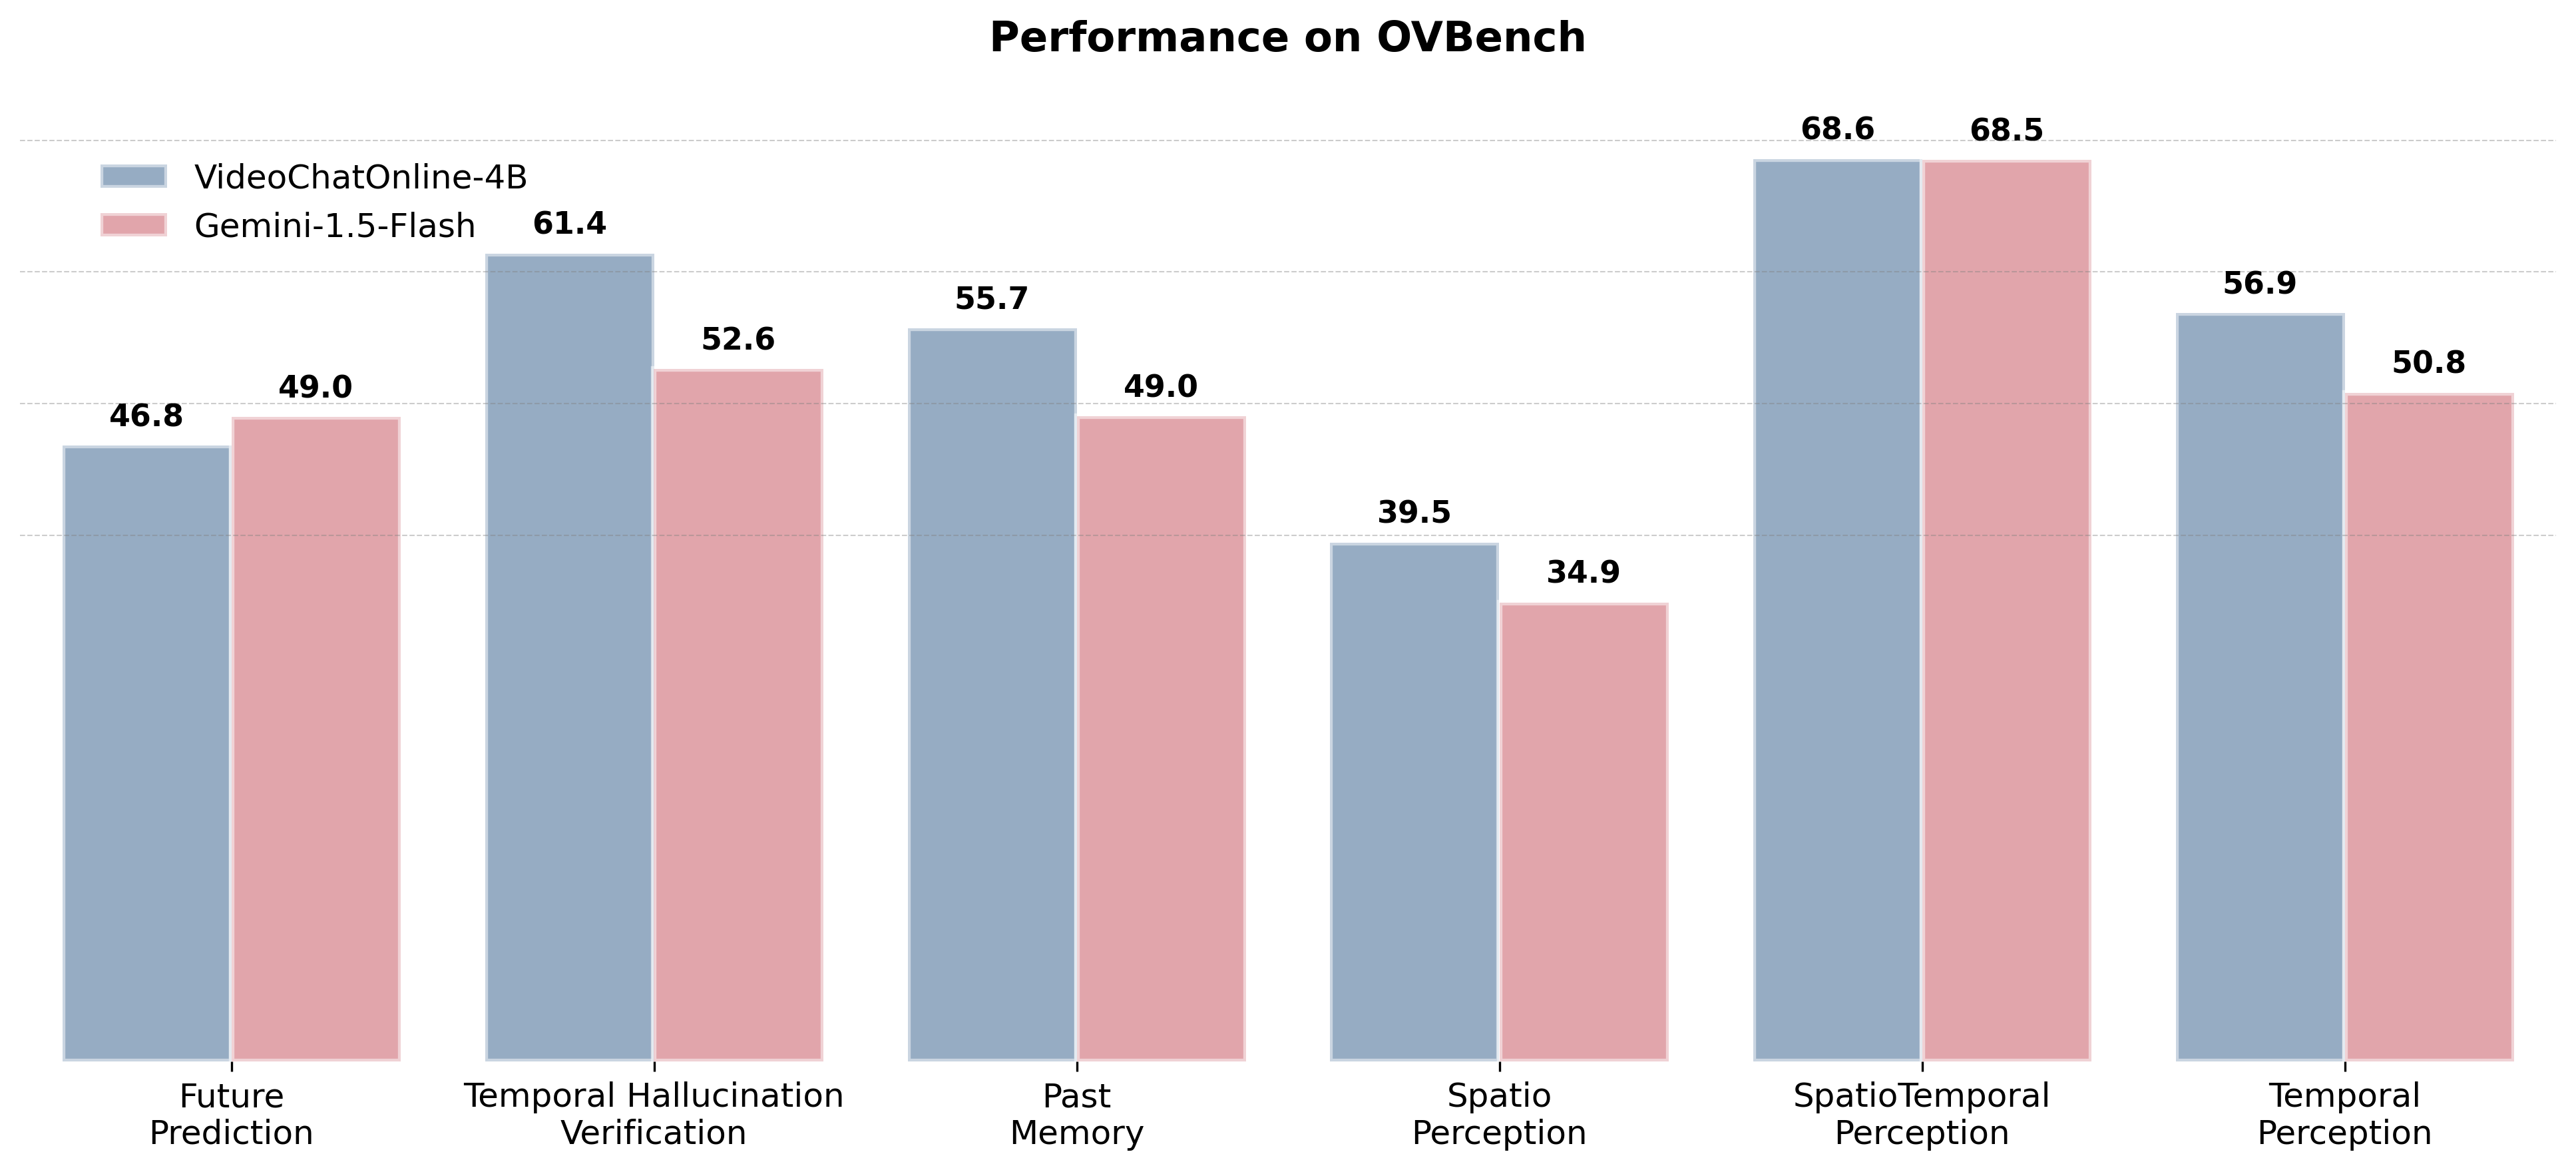 Performance on OVBench
VideoChatOnline-4B
Gemini-1.5-Flash
46.8
49.0
61.4
52.6
55.7
49.0
39.5
34.9
68.6
68.5
56.9
50.8
Future
Prediction
Temporal Hallucination
Verification
Past
Memory
Spatio
Perception
SpatioTemporal
Perception
Temporal
Perception